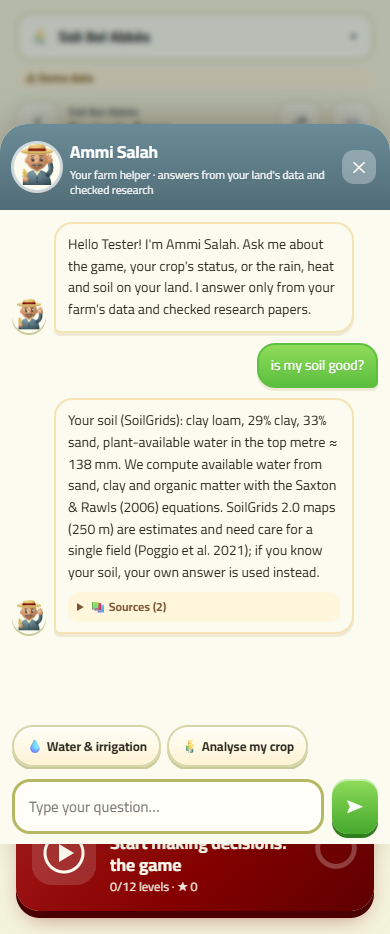 Sidi Bel Abbès
Demo data
Sidi Bel Abbès
Ammi Salah
Your farm helper · answers from your land's data and
checked research
Hello Tester! I'm Ammi Salah. Ask me about
the game, your crop's status, or the rain, heat
and soil on your land. I answer only from your
farm's data and checked research papers.
is my soil good?
Your soil (SoilGrids): clay loam, 29% clay, 33%
sand, plant-available water in the top metre ≈
138 mm. We compute available water from
sand, clay and organic matter with the Saxton
& Rawls (2006) equations. SoilGrids 2.0 maps
(250 m) are estimates and need care for a
single field (Poggio et al. 2021); if you know
your soil, your own answer is used instead.
Sources (2)
Water & irrigation
Analyse my crop
Type your question...
Start making decisions:
the game
0/12 levels · ★ 0